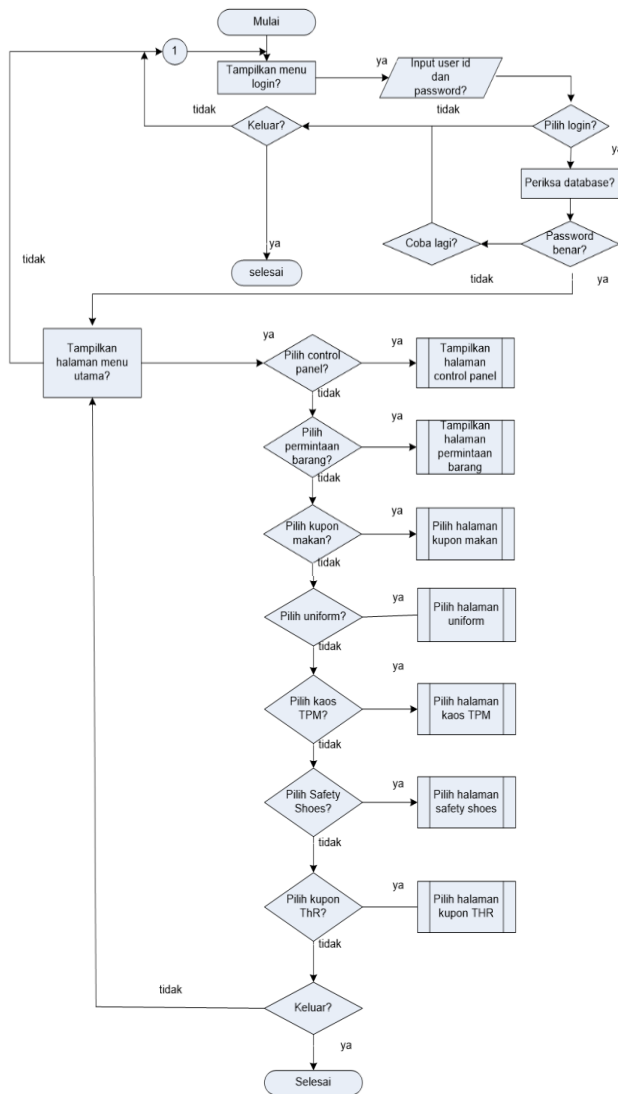 Mulai
1
Tampilkan menu
login?
ya
Input user id
dan
password?
tidak
Keluar?
tidak
Pilih login?
ya
Periksa database?
ya
selesai
Coba lagi?
Password
benar?
tidak
tidak
ya
Tampilkan
halaman menu
utama?
ya
Pilih control
panel?
ya
Tampilkan
halaman
control panel
tidak
Pilih
permintaan
barang?
ya
Tampilkan
halaman
permintaan
barang
tidak
Pilih kupon
makan?
ya
Pilih halaman
kupon makan
tidak
Pilih uniform?
ya
Pilih halaman
uniform
tidak
Pilih kaos
TPM?
ya
Pilih halaman
kaos TPM
tidak
Pilih Safety
Shoes?
ya
Pilih halaman
safety shoes
tidak
Pilih kupon
ThR?
ya
Pilih halaman
kupon THR
tidak
tidak
Keluar?
ya
Selesai